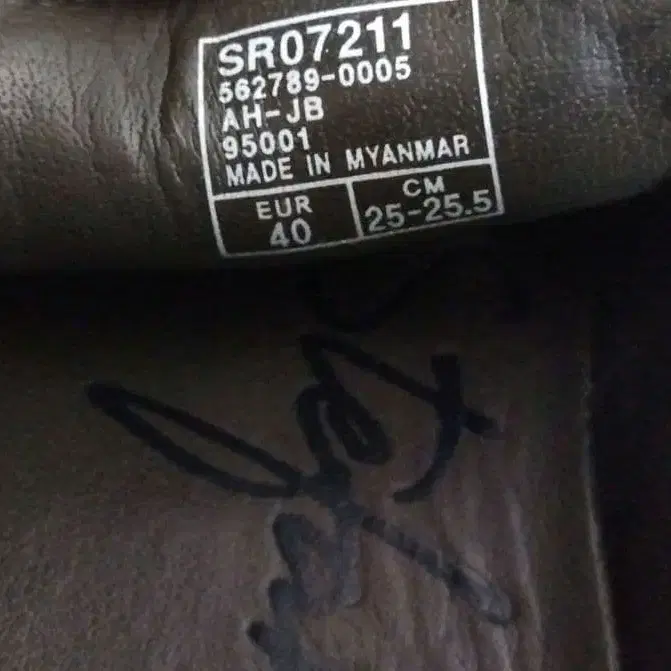 SR07211
562789-0005
AH-JB
95001
MADE IN MYANMAR
EUR
40
CM
25-25.5